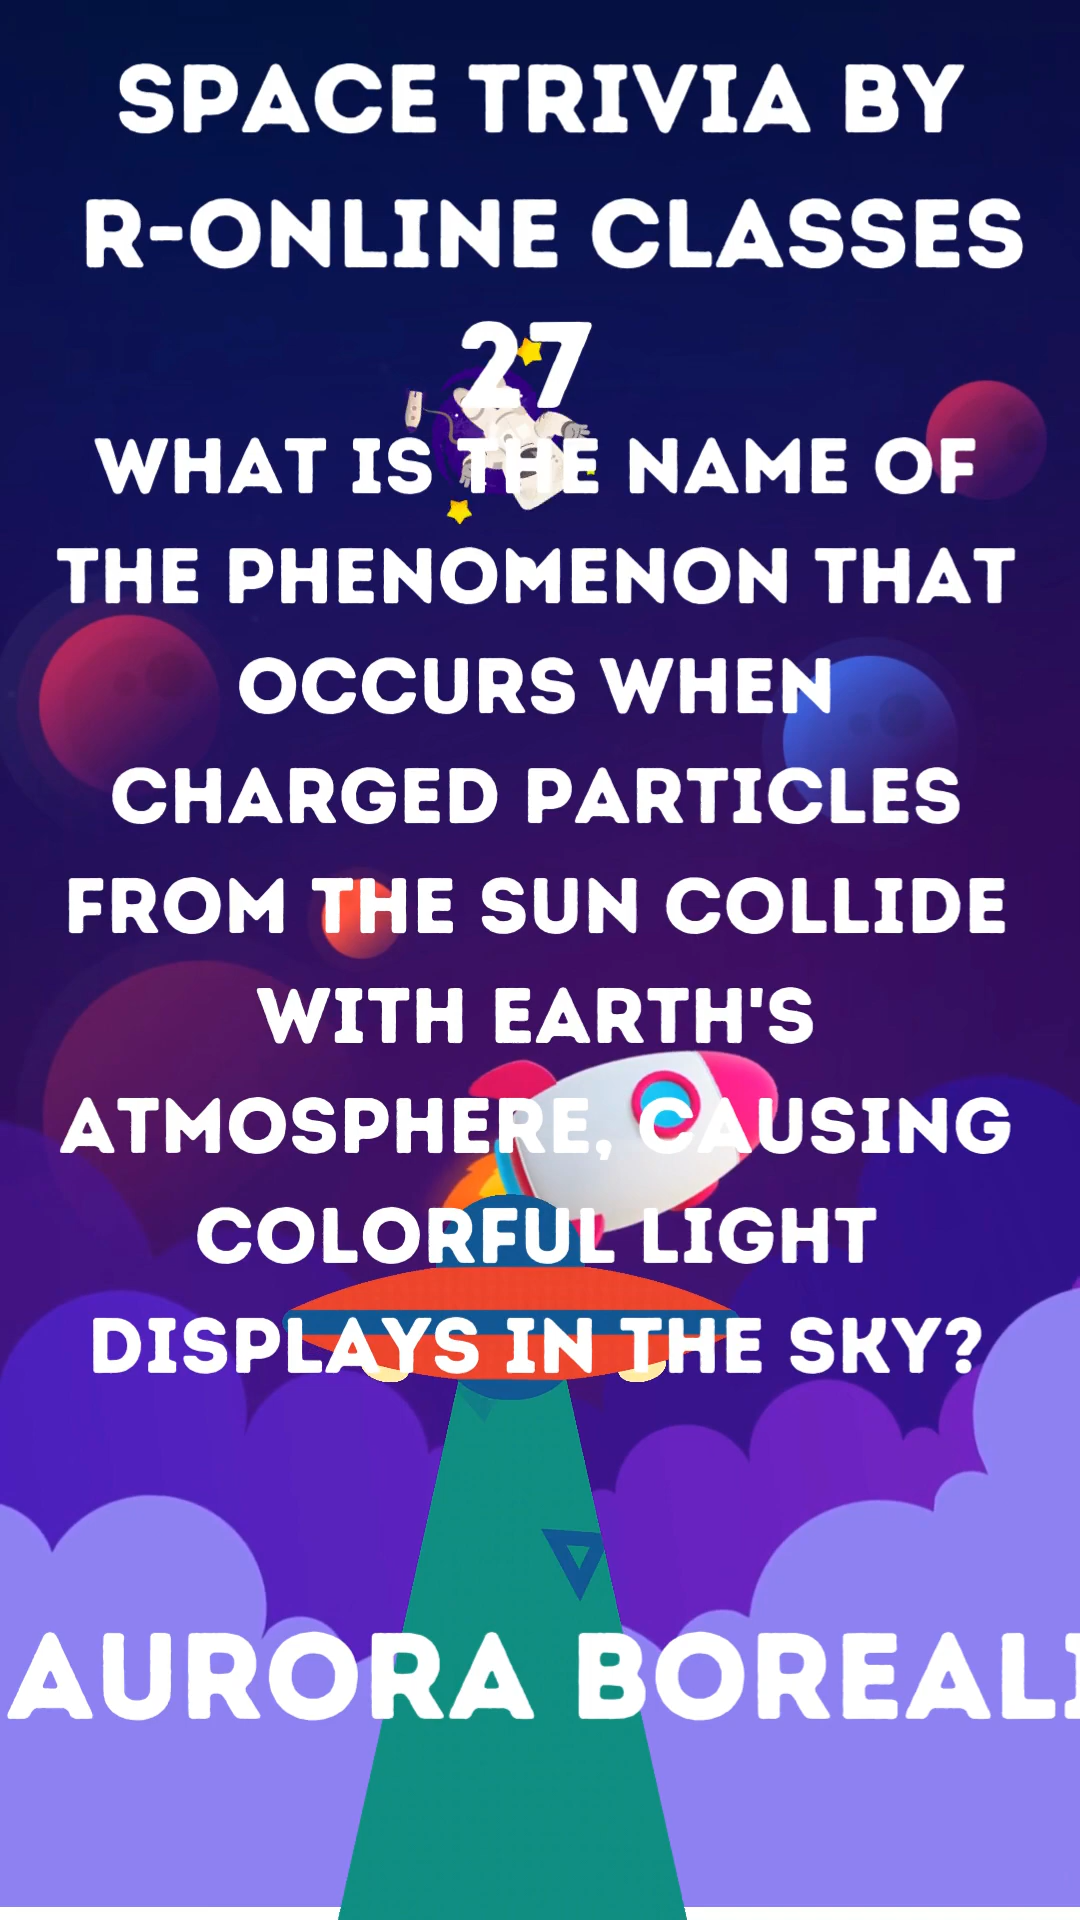 SPACE TRIVIA BY
R-ONLINE CLASSES
27
WHAT IS THE NAME OF
THE PHENOMENON THAT
OCCURS WHEN
CHARGED PARTICLES
FROM THE SUN COLLIDE
WITH EARTH'S
ATMOSPHERE, CAUSING
COLORFUL LIGHT
DISPLAYS IN THE SKY?
AURORA BOREALI